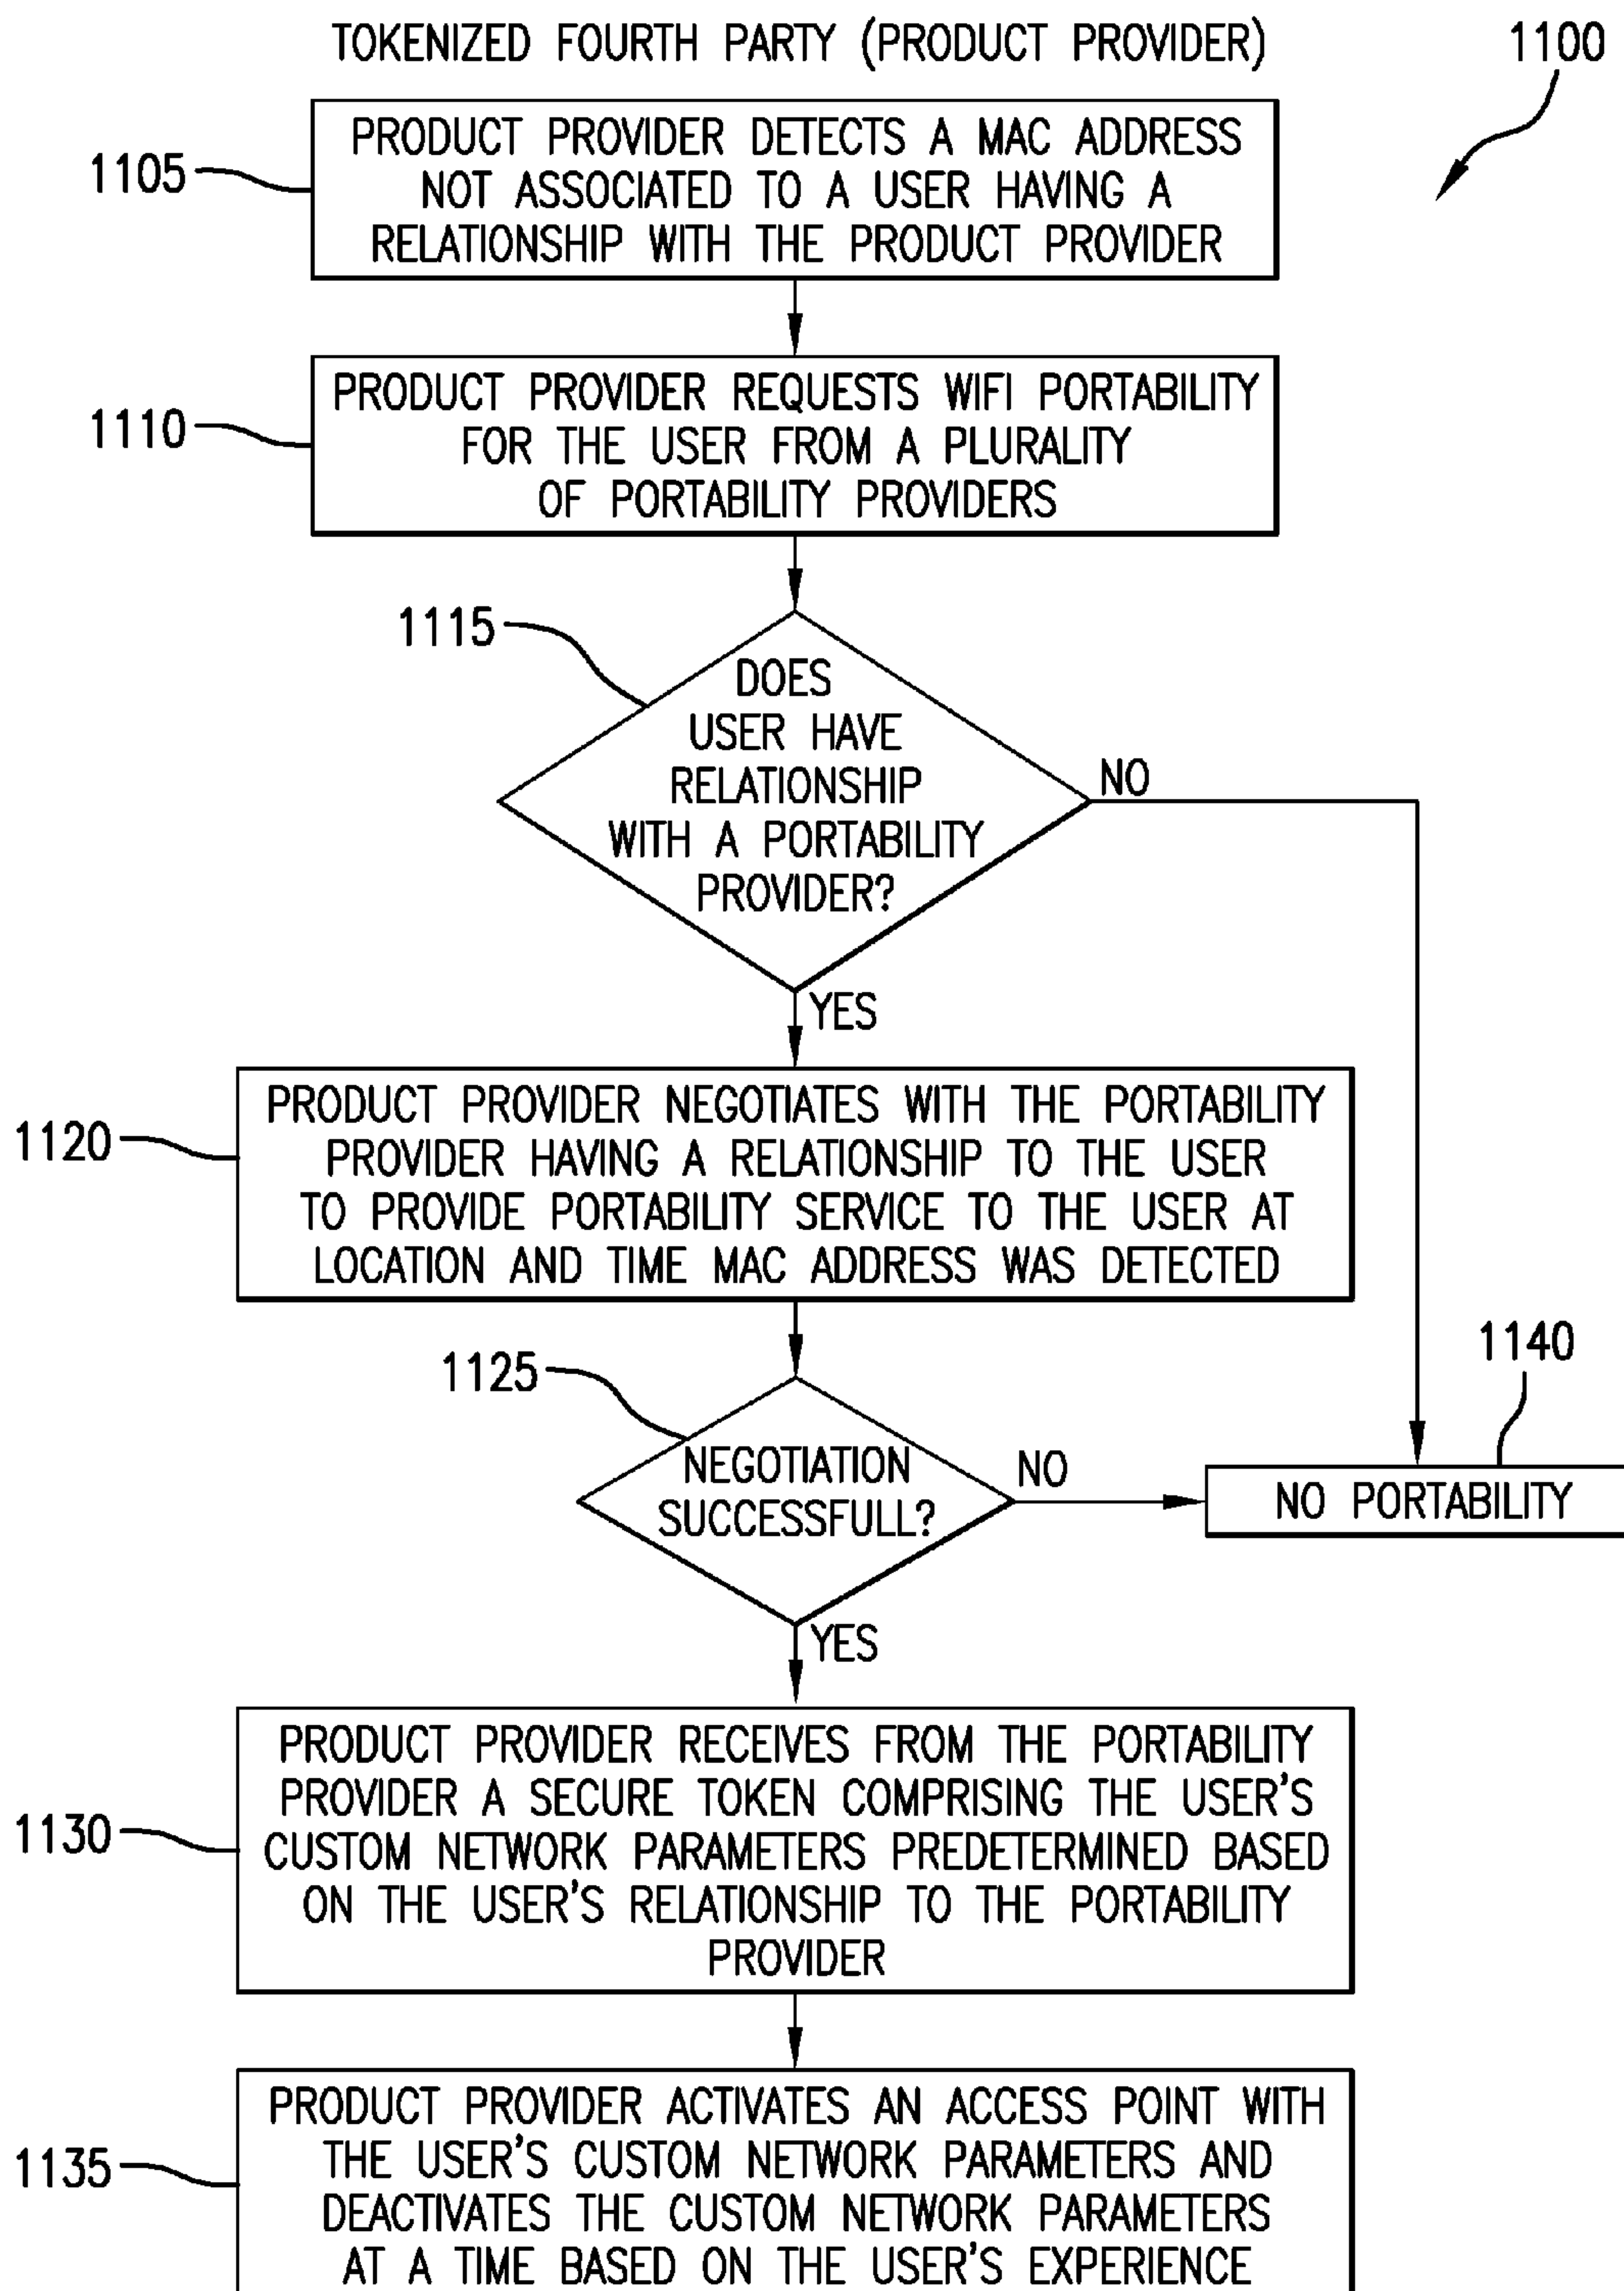 TOKENIZED FOURTH PARTY (PRODUCT PROVIDER)
1100
1105
PRODUCT PROVIDER DETECTS A MAC ADDRESS
NOT ASSOCIATED TO A USER HAVING A
RELATIONSHIP WITH THE PRODUCT PROVIDER
1110
PRODUCT PROVIDER REQUESTS WIFI PORTABILITY
FOR THE USER FROM A PLURALITY
OF PORTABILITY PROVIDERS
1115
DOES
USER HAVE
RELATIONSHIP
WITH A PORTABILITY
PROVIDER?
NO
YES
1120
PRODUCT PROVIDER NEGOTIATES WITH THE PORTABILITY
PROVIDER HAVING A RELATIONSHIP TO THE USER
TO PROVIDE PORTABILITY SERVICE TO THE USER AT
LOCATION AND TIME MAC ADDRESS WAS DETECTED
1125
NEGOTIATION
SUCCESSFULL?
NO
1140
NO PORTABILITY
YES
1130
PRODUCT PROVIDER RECEIVES FROM THE PORTABILITY
PROVIDER A SECURE TOKEN COMPRISING THE USER'S
CUSTOM NETWORK PARAMETERS PREDETERMINED BASED
ON THE USER'S RELATIONSHIP TO THE PORTABILITY
PROVIDER
1135
PRODUCT PROVIDER ACTIVATES AN ACCESS POINT WITH
THE USER'S CUSTOM NETWORK PARAMETERS AND
DEACTIVATES THE CUSTOM NETWORK PARAMETERS
AT A TIME BASED ON THE USER'S EXPERIENCE